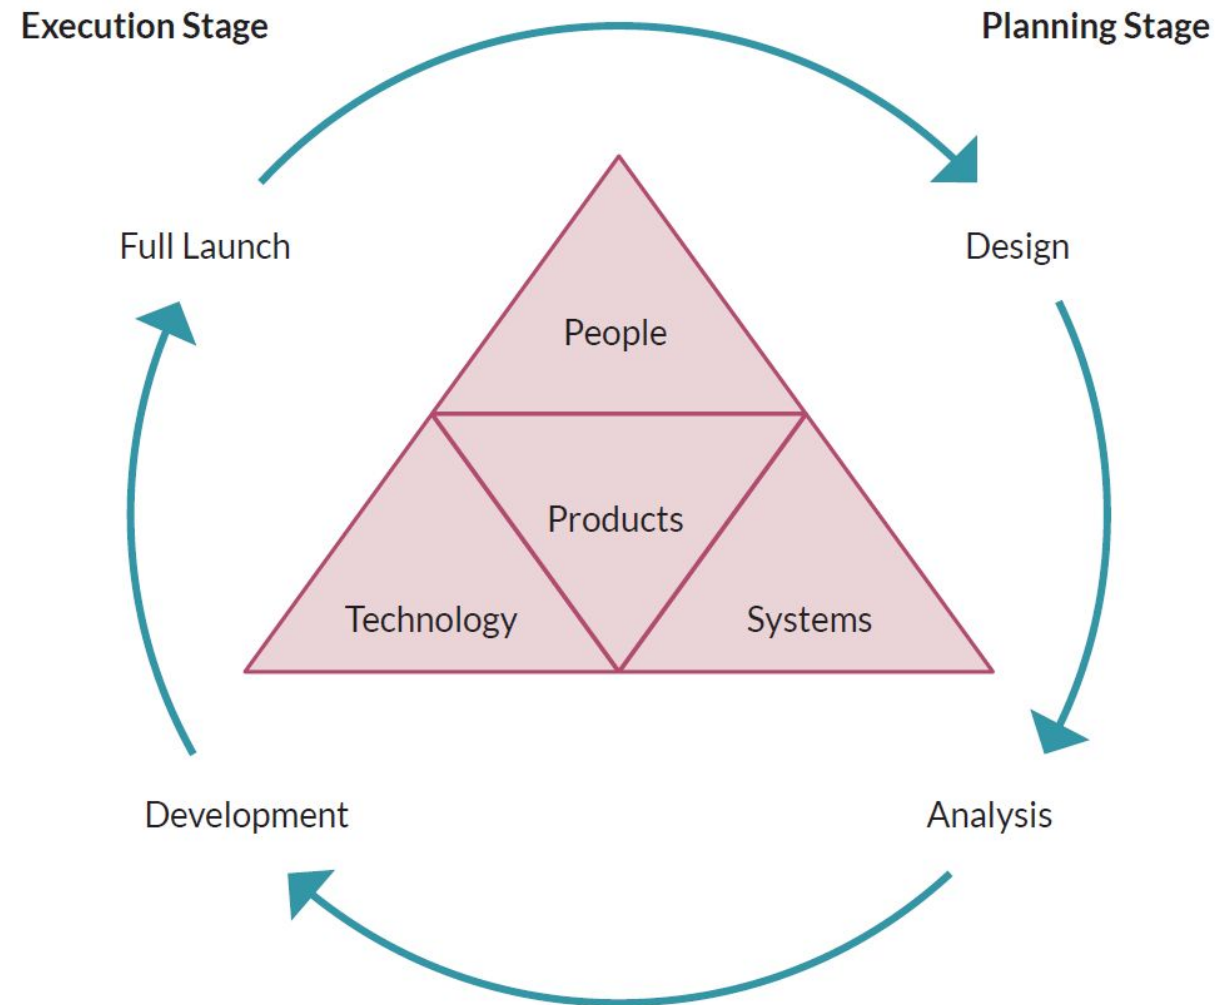 Execution Stage
Planning Stage
Full Launch
Design
People
Products
Technology
Systems
Development
Analysis